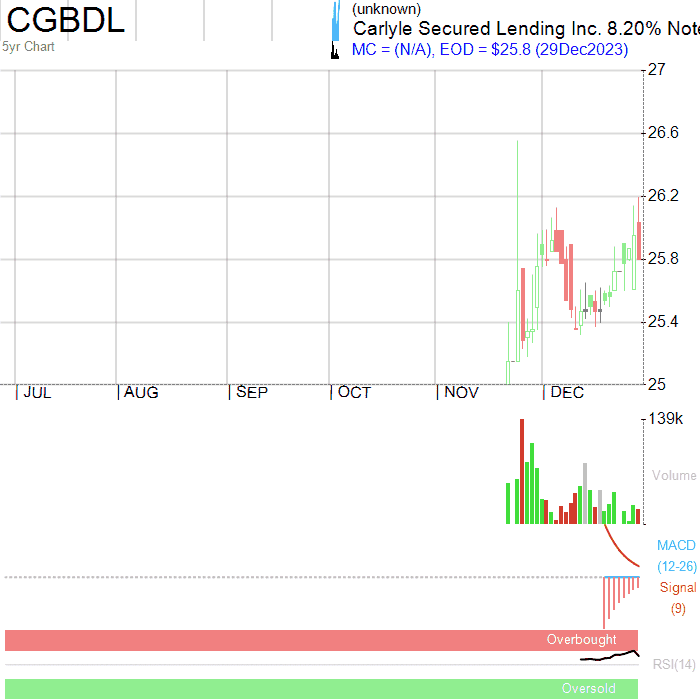 CGBDL
(unknown)
Carlyle Secured Lending Inc. 8.20% Note
5yr Chart
MC = (N/A), EOD = $25.8 (29Dec2023)
27
26.6
26.2
25.8
25.4
25
JUL AUG SEP OCT NOV DEC
139k
Volume
MACD
(12-26)
Signal
(9)
Overbought
RSI(14)
Oversold